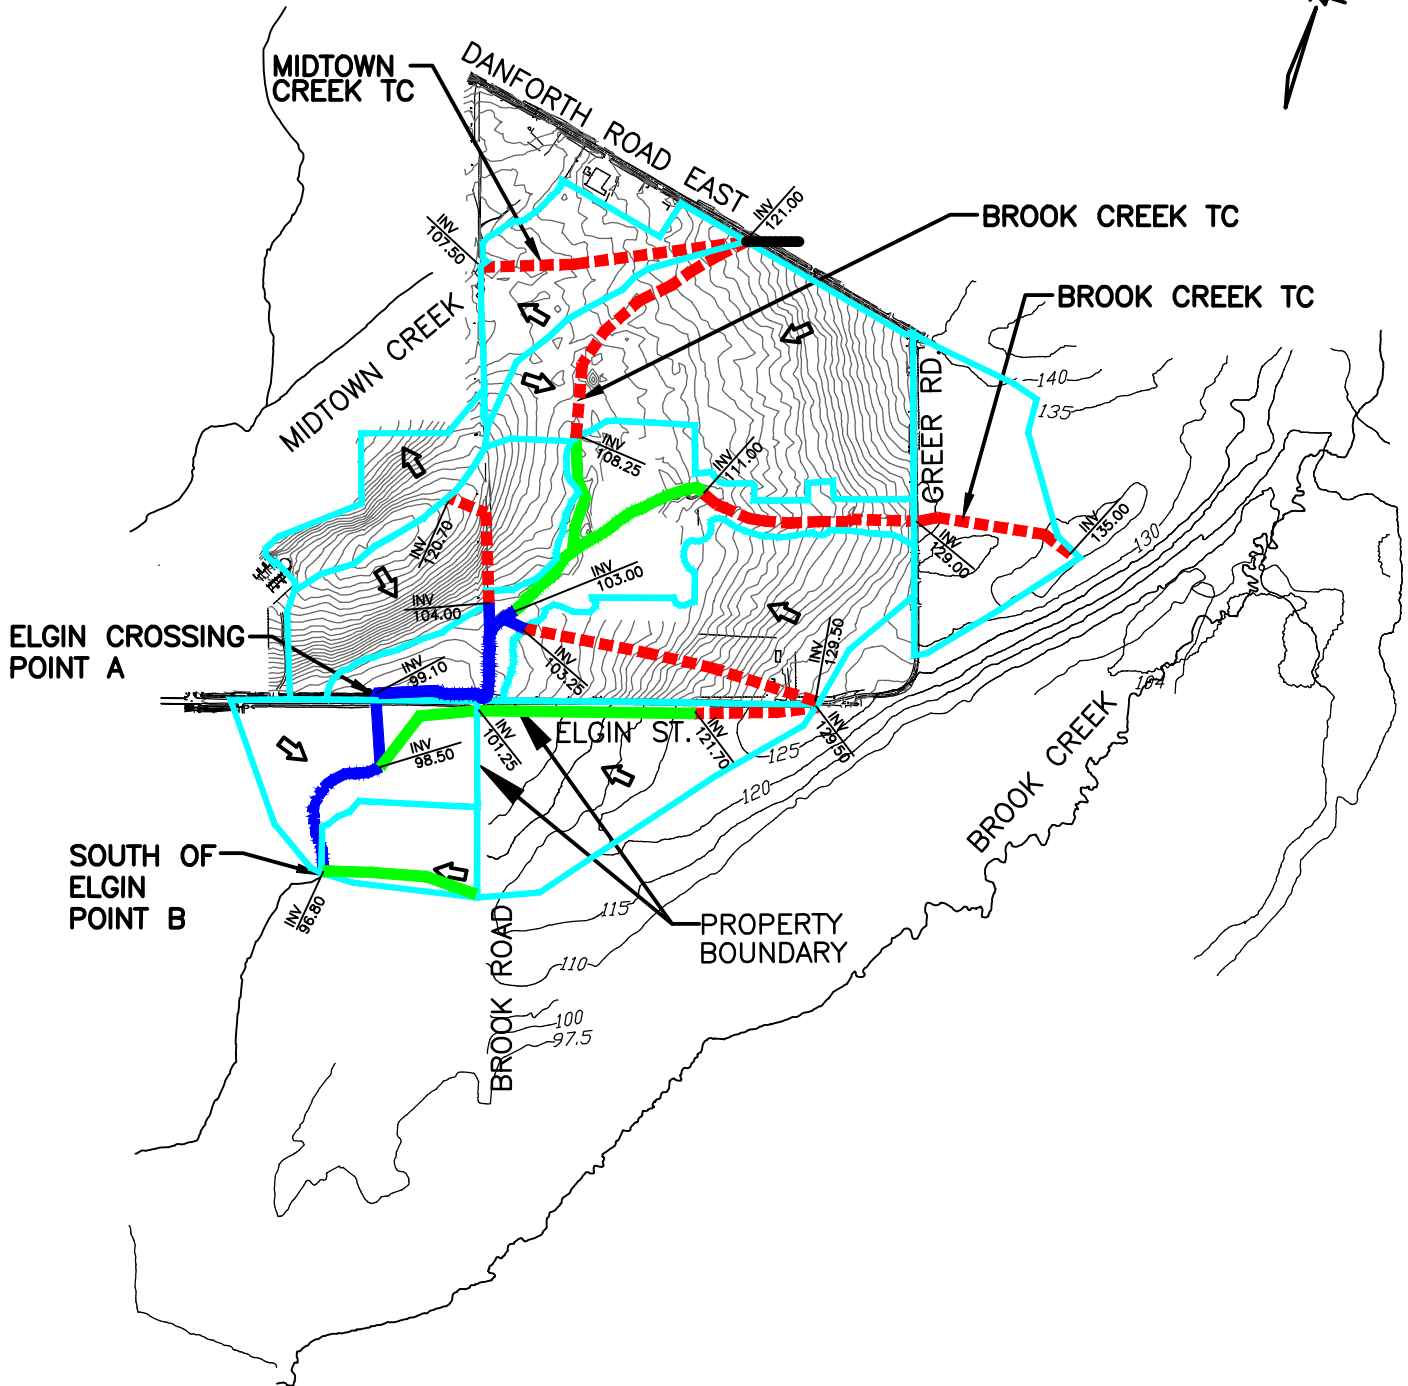 MIDTOWN
CREEK TC
DANFORTH ROAD EAST
INV
121.00
BROOK CREEK TC
BROOK CREEK TC
INV
107.50
MIDTOWN CREEK
GREER RD.
140
135
INV
108.25
INV
111.00
INV
120.70
INV
135.00
130
INV
129.00
INV
103.00
INV
104.00
ELGIN CROSSING
POINT A
INV
99.10
INV
103.25
INV
129.50
104
ELGIN ST.
INV
98.50
INV
101.25
INV
121.70
INV
129.50
125
120
BROOK CREEK
SOUTH OF
ELGIN
POINT B
INV
96.80
115
PROPERTY
BOUNDARY
110
BROOK ROAD
100
97.5